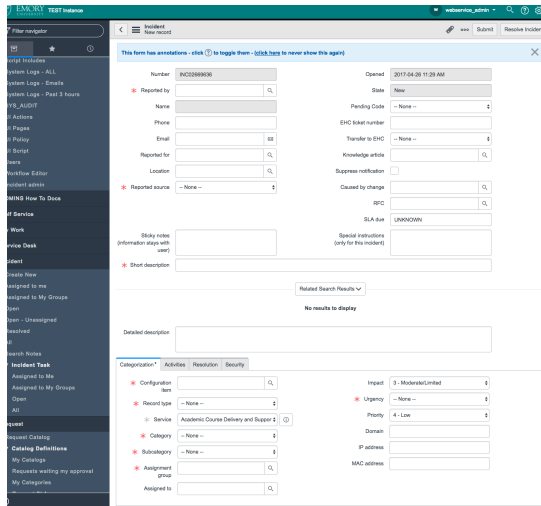 EMORY
UNIVERSITY
TEST Instance
webservice_admin
Filter navigator
Script Includes
System Logs - ALL
System Logs - Emails
System Logs - Past 3 hours
SYS_AUDIT
UI Actions
UI Pages
UI Policy
UI Script
Users
Workflow Editor
Incident admin
DMINS How To Docs
elf Service
y Work
ervice Desk
cident
Create New
Assigned to me
Assigned to My Groups
Open
Open - Unassigned
Resolved
All
Search Notes
Incident Task
Assigned to Me
Assigned to My Groups
Open
All
equest
Request Catalog
Catalog Definitions
My Catalogs
Requests waiting my approval
My Categories
Incident
New record
Submit
Resolve Incident
This form has annotations - click ? to toggle them - (click here to never show this again)
Number
INC02669636
Reported by
Name
Phone
Email
Reported for
Location
Reported source
-- None --
Opened
2017-04-26 11:29 AM
State
New
Pending Code
-- None --
EHC ticket number
Transfer to EHC
-- None --
Knowledge article
Suppress notification
Caused by change
RFC
SLA due
UNKNOWN
Sticky notes
(information stays with
user)
Special instructions
(only for this incident)
Short description
Related Search Results
No results to display
Detailed description
Categorization* Activities Resolution Security
Configuration
item
Record type
-- None --
Service
Academic Course Delivery and Suppor
Category
-- None --
Subcategory
-- None --
Assignment
group
Assigned to
Impact
3 - Moderate/Limited
Urgency
-- None --
Priority
4 - Low
Domain
IP address
MAC address